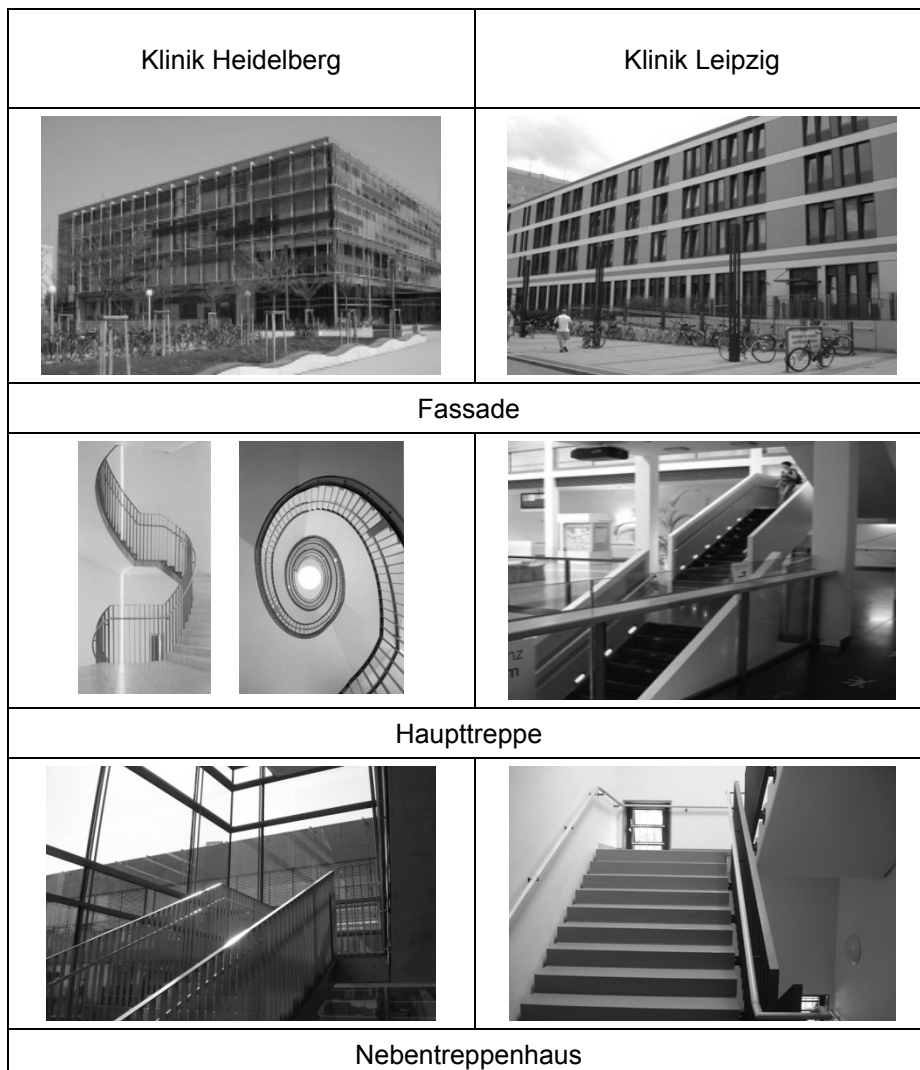 Klinik Heidelberg
Klinik Leipzig
Fassade
Haupttreppe
Nebentreppenhaus